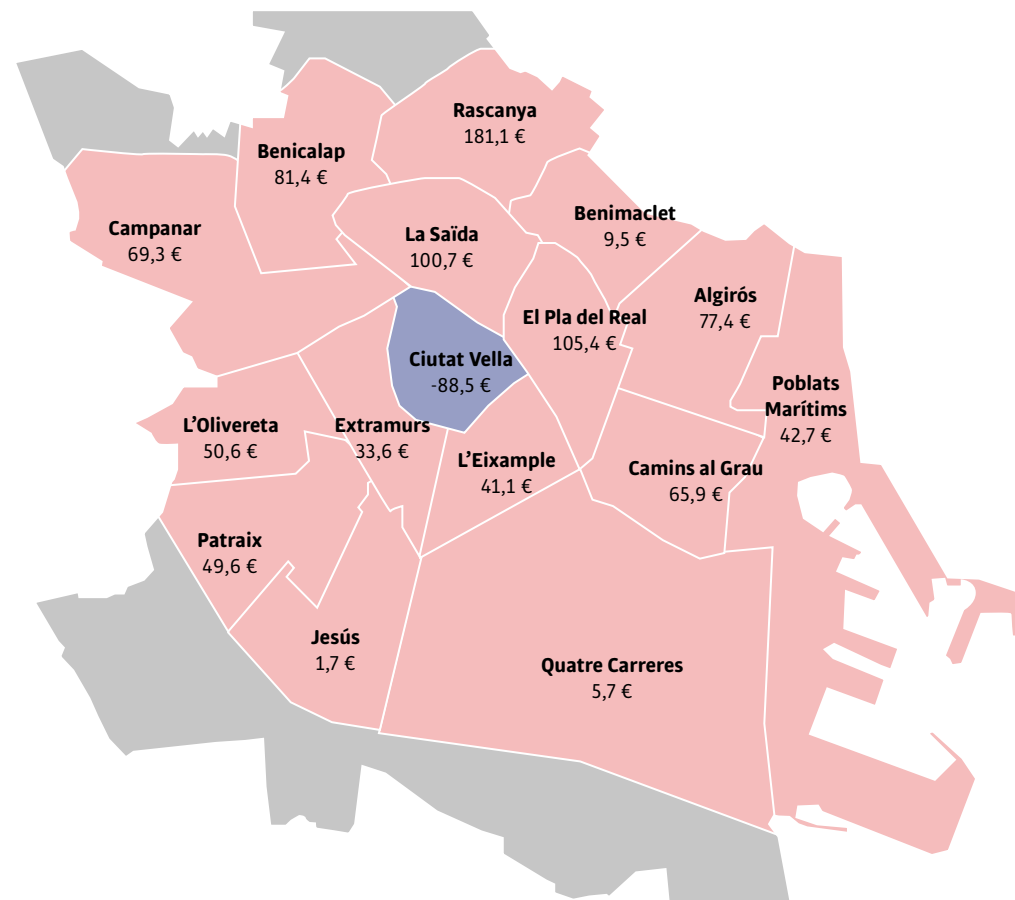 Rascanya
181,1 €
Benicalap
81,4 €
Benimaclet
9,5 €
Campanar
69,3 €
La Saïda
100,7 €
Algirós
77,4 €
El Pla del Real
105,4 €
Ciutat Vella
-88,5 €
Poblats
Marítims
42,7 €
L’Olivereta
50,6 €
Extramurs
33,6 €
L’Eixample
41,1 €
Camins al Grau
65,9 €
Patraix
49,6 €
Jesús
1,7 €
Quatre Carreres
5,7 €